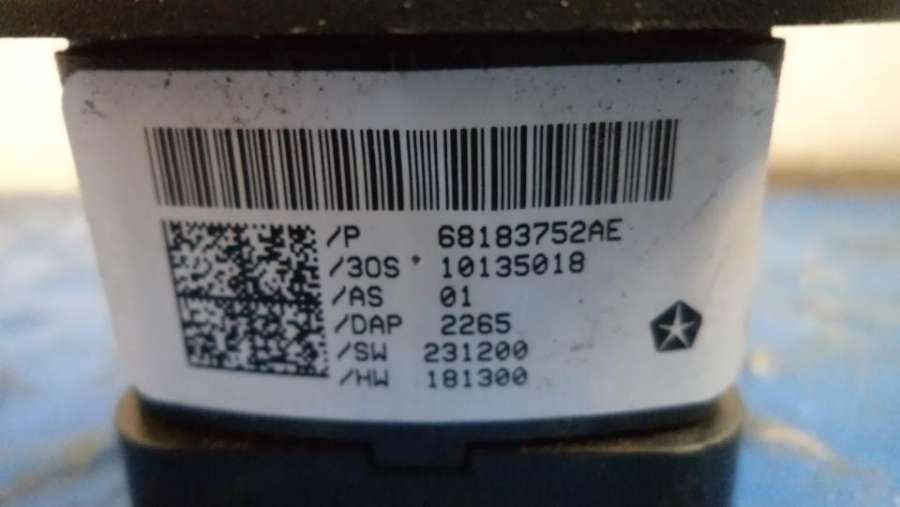 /P 68183752AE
/3OS 10135018
/AS 01
/DAP 2265
/SW 231200
/HW 181300